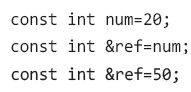 const int num=20;
const int &ref=num;
const int &ref=50;